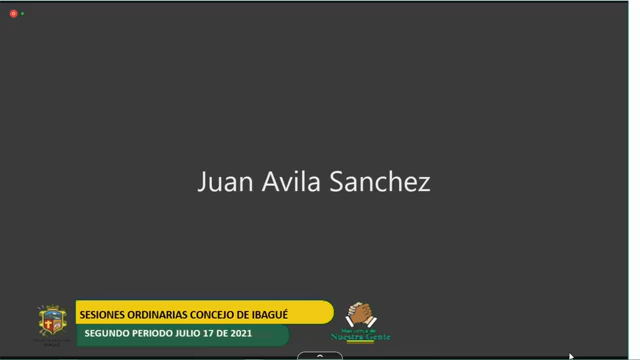 Juan Avila Sanchez
SESIONES ORDINARIAS CONCEJO DE IBAGUÉ
SEGUNDO PERIODO JULIO 17 DE 2021
Nuestra Gente